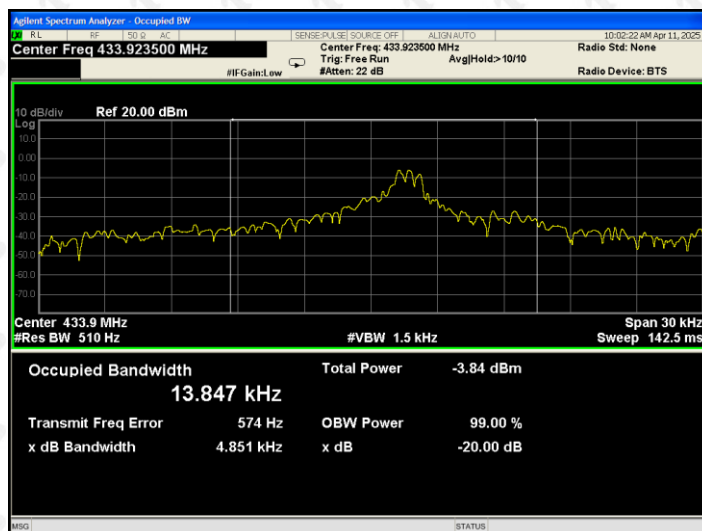 Agilent Spectrum Analyzer - Occupied BW
RL RF 50 Ω AC SENSE:PULSE SOURCE OFF ALIGN AUTO 10:02:22 AM Apr 11, 2025
Center Freq 433.923500 MHz
Center Freq: 433.923500 MHz Radio Std: None
Trig: Free Run Avg|Hold:> 10/10
#IFGain:Low #Atten: 22 dB Radio Device: BTS
10 dB/div Ref 20.00 dBm
Log
10.0
0.00
-10.0
-20.0
-30.0
-40.0
-50.0
-60.0
-70.0
Center 433.9 MHz Span 30 kHz
#Res BW 510 Hz #VBW 1.5 kHz Sweep 142.5 ms
Occupied Bandwidth Total Power -3.84 dBm
13.847 kHz
Transmit Freq Error 574 Hz OBW Power 99.00 %
x dB Bandwidth 4.851 kHz x dB -20.00 dB
MSG STATUS